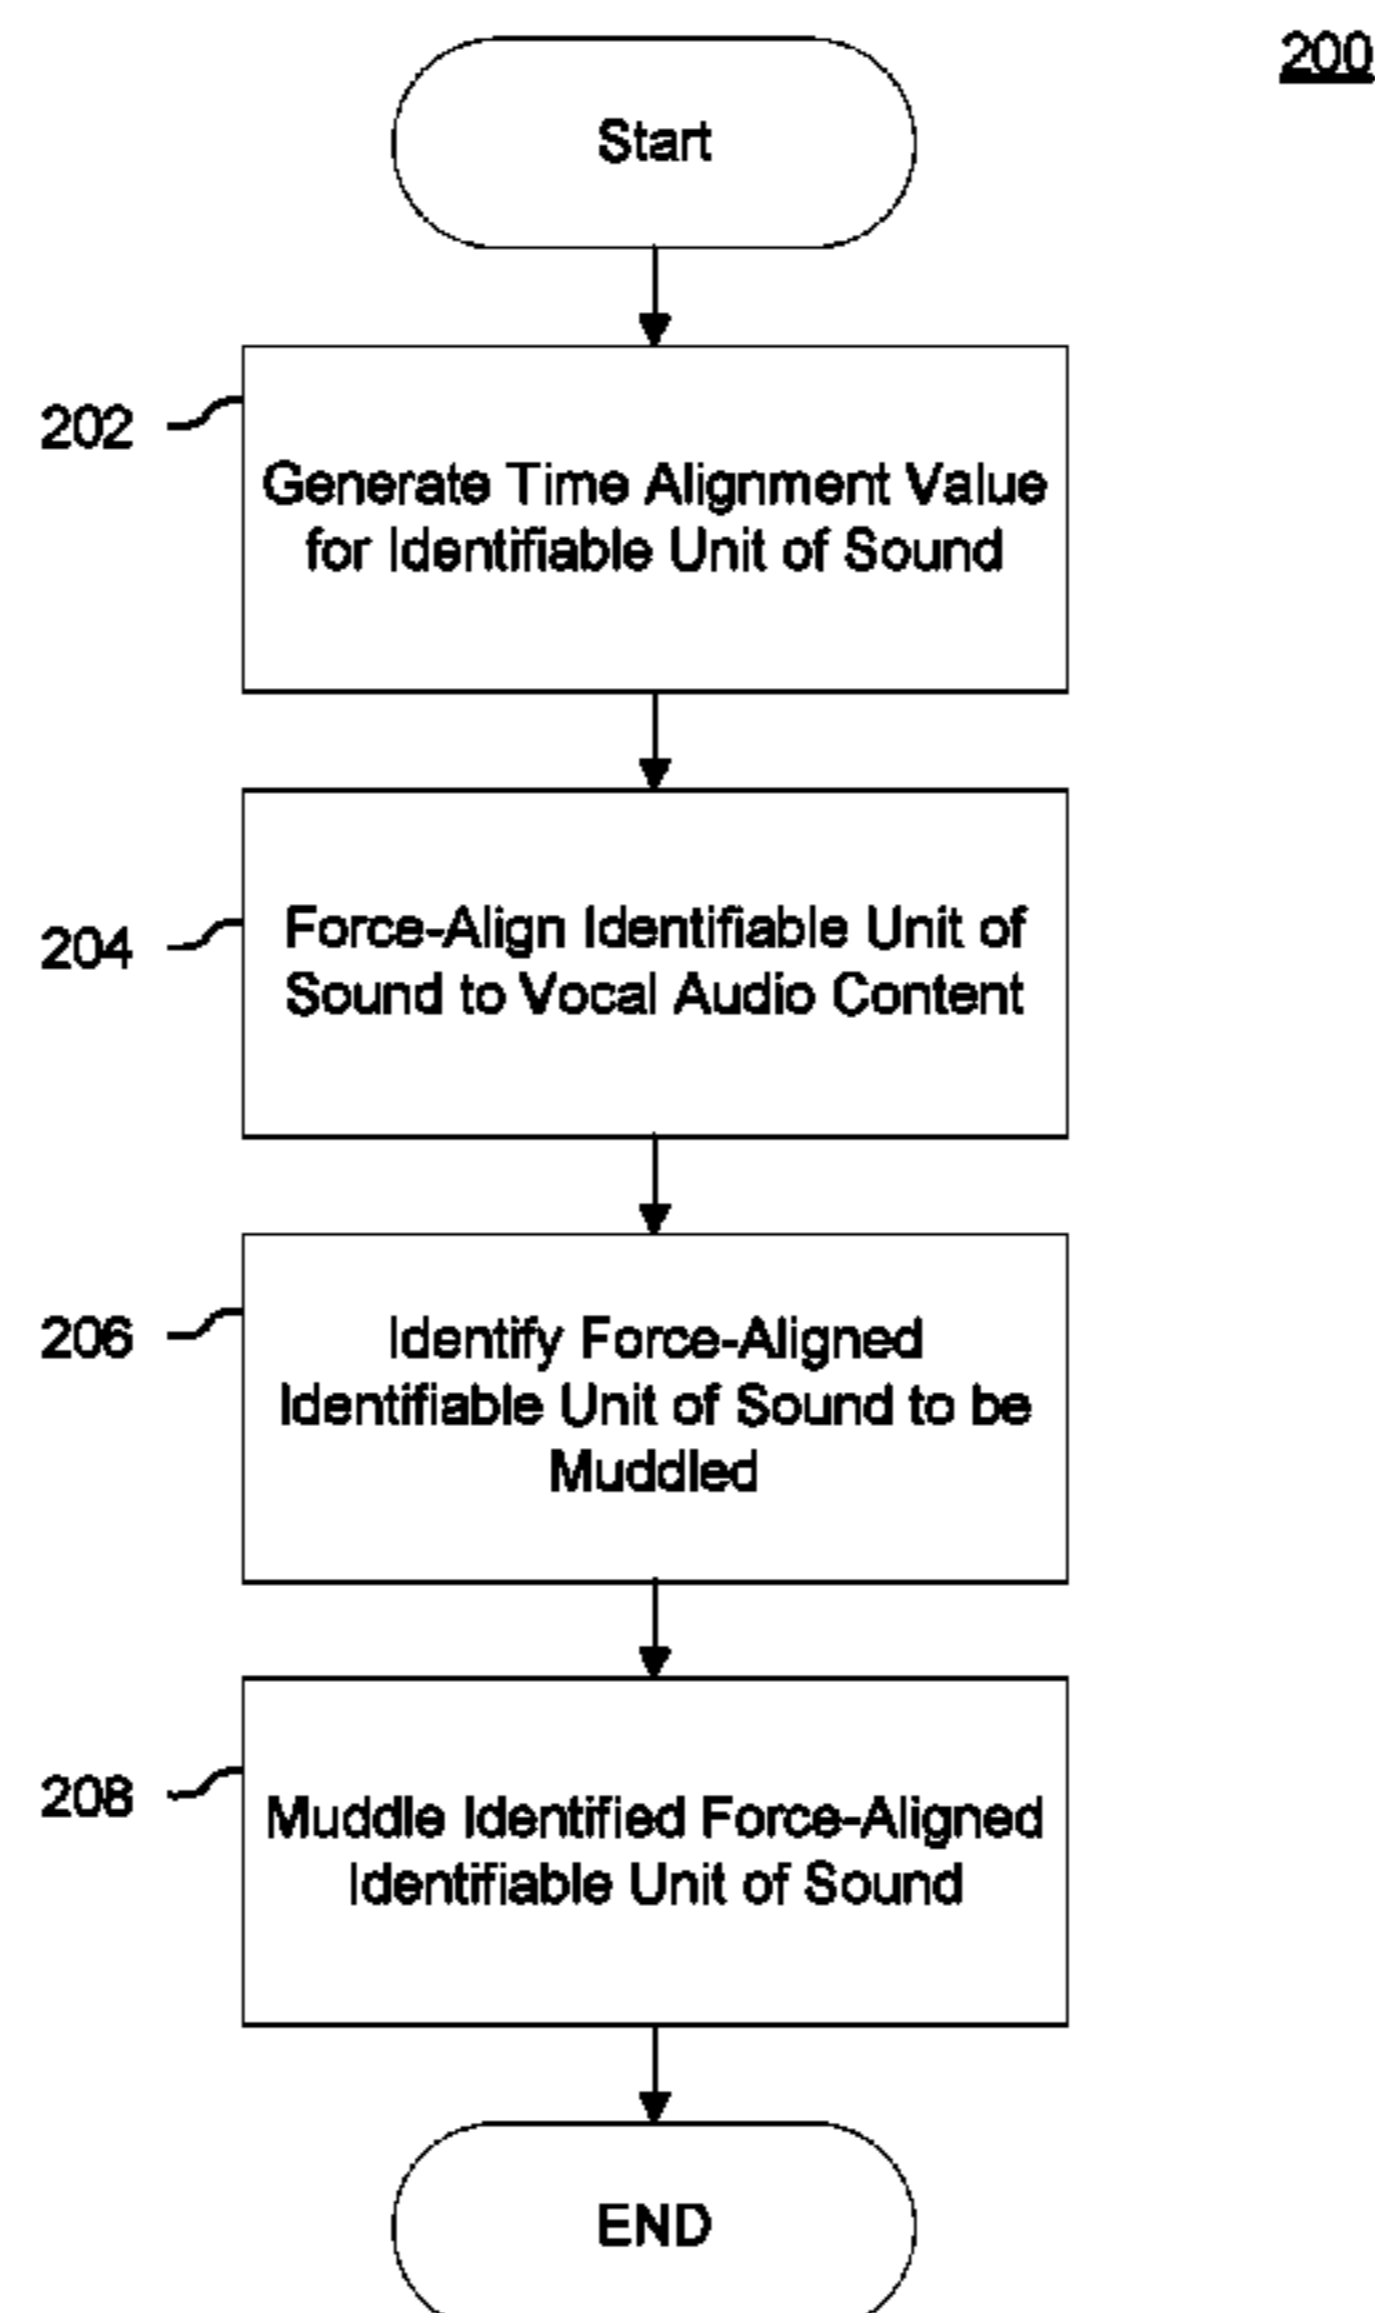 200
Start
202
Generate Time Alignment Value
for Identifiable Unit of Sound
204
Force-Align Identifiable Unit of
Sound to Vocal Audio Content
206
Identify Force-Aligned
Identifiable Unit of Sound to be
Muddled
208
Muddle Identified Force-Aligned
Identifiable Unit of Sound
END